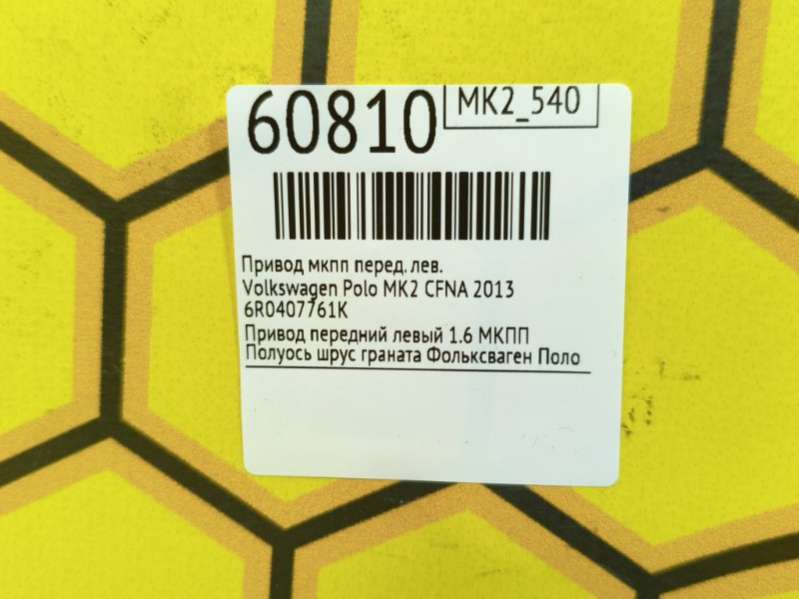 60810
MK2_540
Привод мкпп перед. лев.
Volkswagen Polo MK2 CFNA 2013
6R0407761K
Привод передний левый 1.6 МКПП
Полуось шрус граната Фольксваген Поло